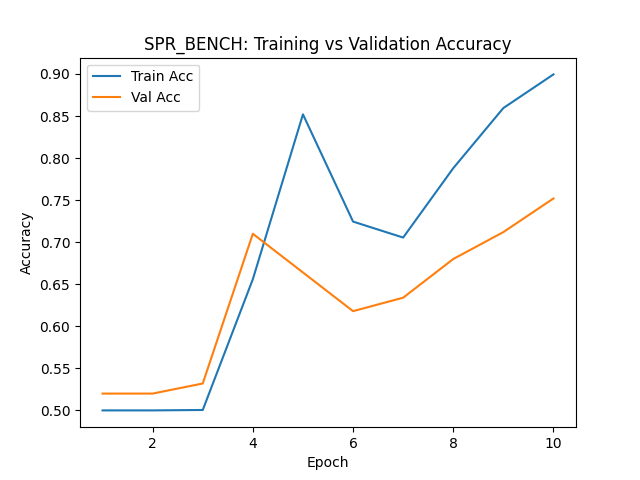 SPR_BENCH: Training vs Validation Accuracy
Train Acc
Val Acc
Accuracy
0.90
0.85
0.80
0.75
0.70
0.65
0.60
0.55
0.50
2 4 6 8 10
Epoch